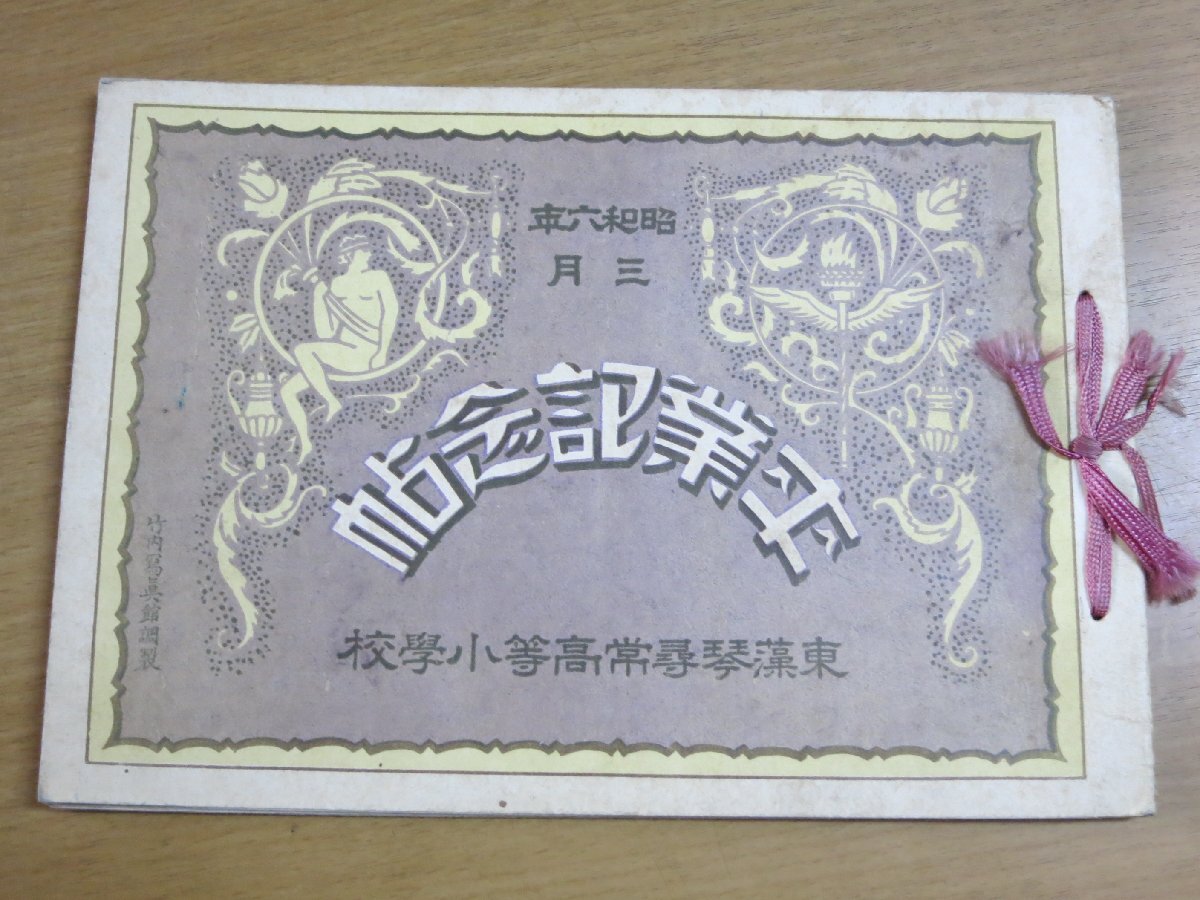 昭和六年
三月
卒業記念帖
東藻琴尋常高等小學校
竹内寫眞館調製